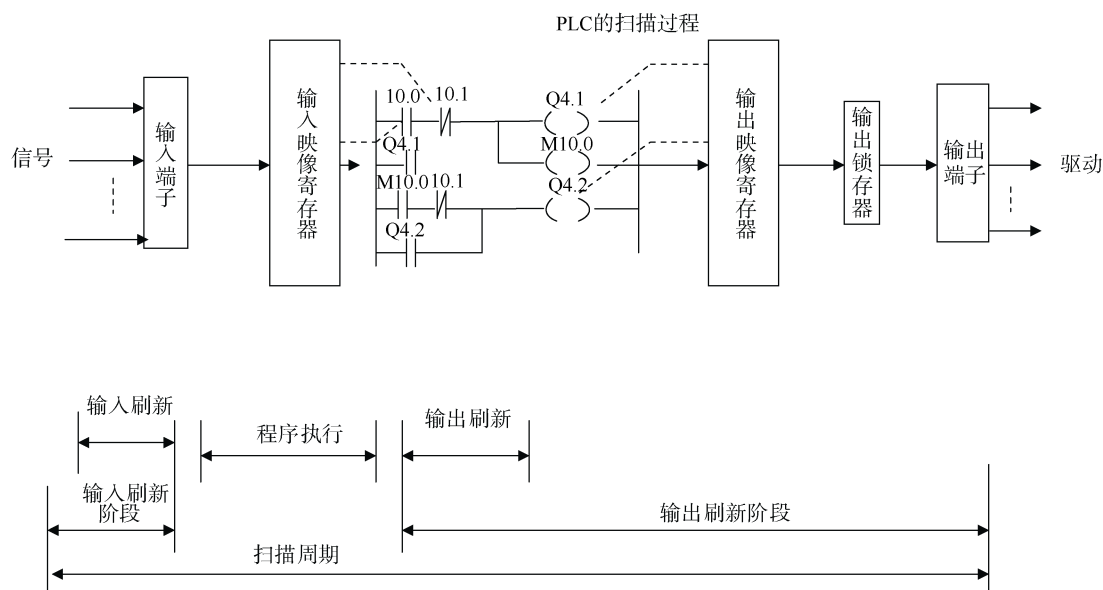 PLC的扫描过程
信号
输入端子
输入映像寄存器
10.0
10.1
Q4.1
Q4.1
M10.0
M10.0
10.1
Q4.2
Q4.2
输出映像寄存器
输出锁存器
输出
端子
驱动
输入刷新
程序执行
输出刷新
输入刷新
阶段
输出刷新阶段
扫描周期